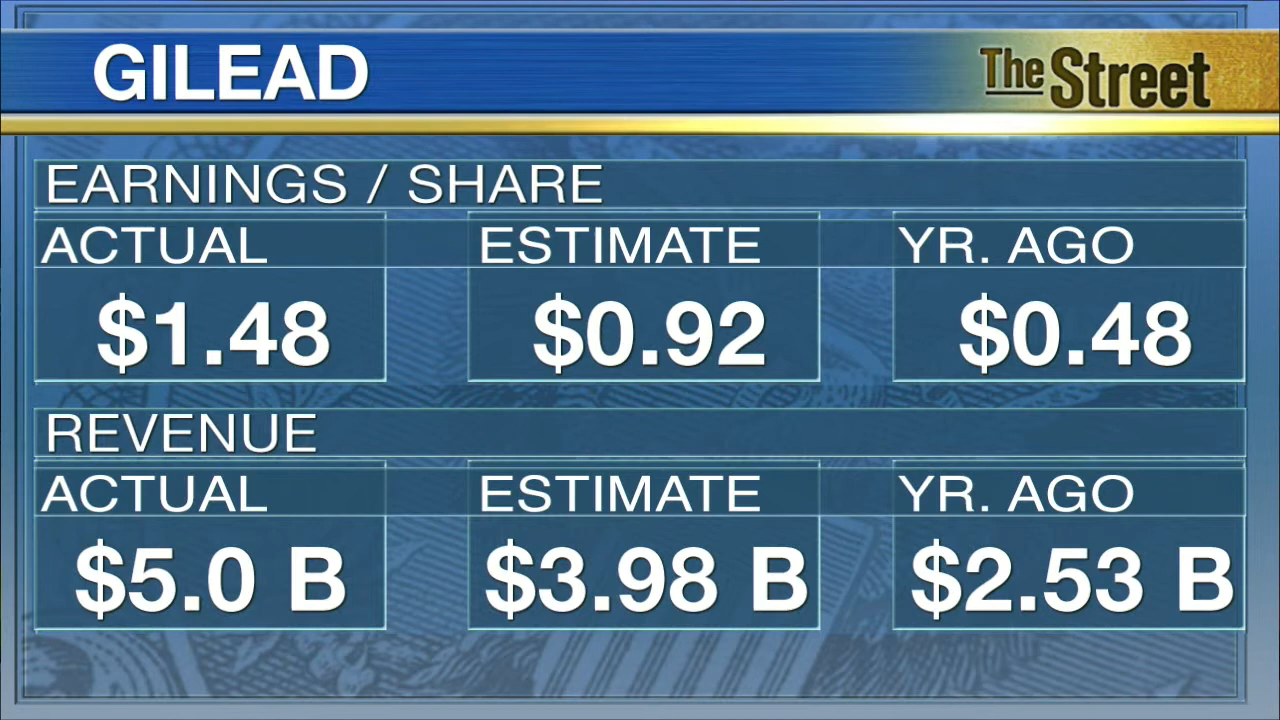 GILEAD
The Street
EARNINGS / SHARE
ACTUAL ESTIMATE YR. AGO
$1.48 $0.92 $0.48
REVENUE
ACTUAL ESTIMATE YR. AGO
$5.0 B $3.98 B $2.53 B